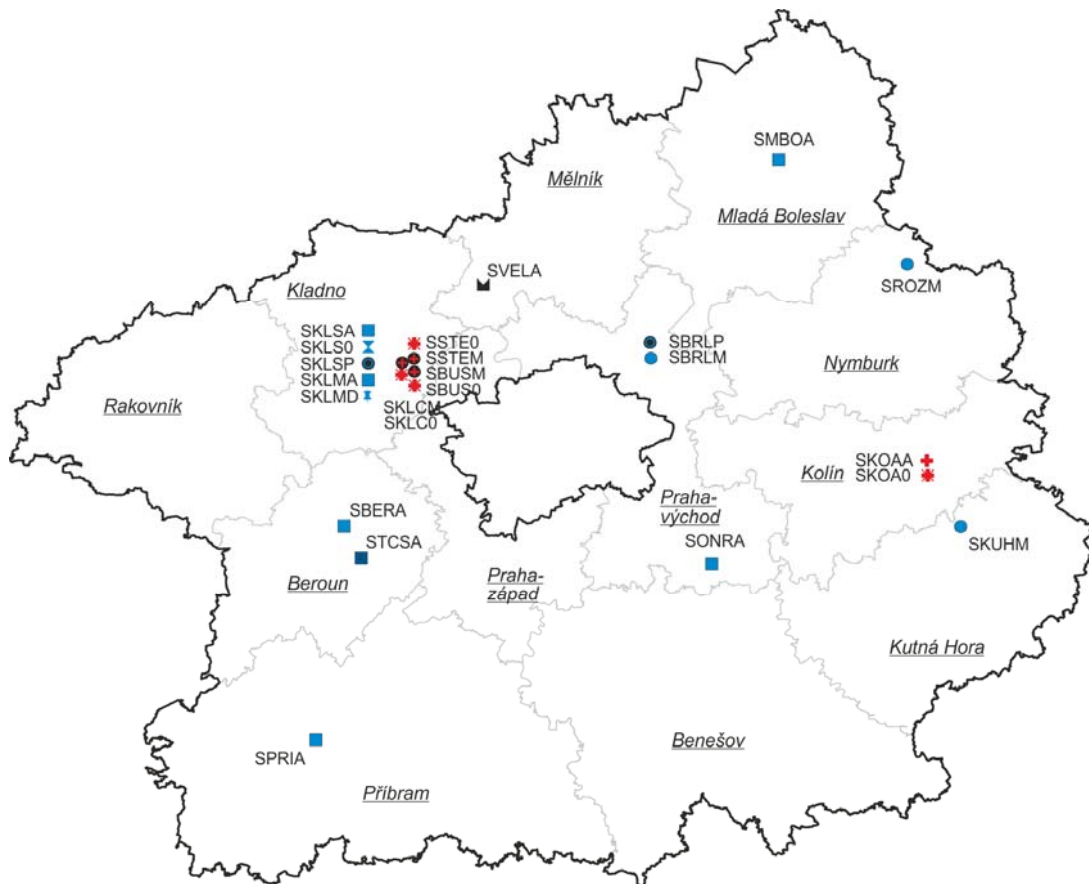 SMBOA
Mělník
Mladá Boleslav
SVELA
SROZM
Kladno
SKLSA
SKLS0
SKLSP
SKLMA
SKLMD
SSTE0
SSTEM
SBUSM
SBUS0
SKLCM
SKLC0
SBRLP
SBRLM
Nymburk
Rakovník
SKOAA
SKOA0
Kolín
Praha-
východ
SBERA
STCSA
SONRA
SKUHM
Beroun
Praha-
západ
Kutná Hora
Benešov
SPRIA
Příbram